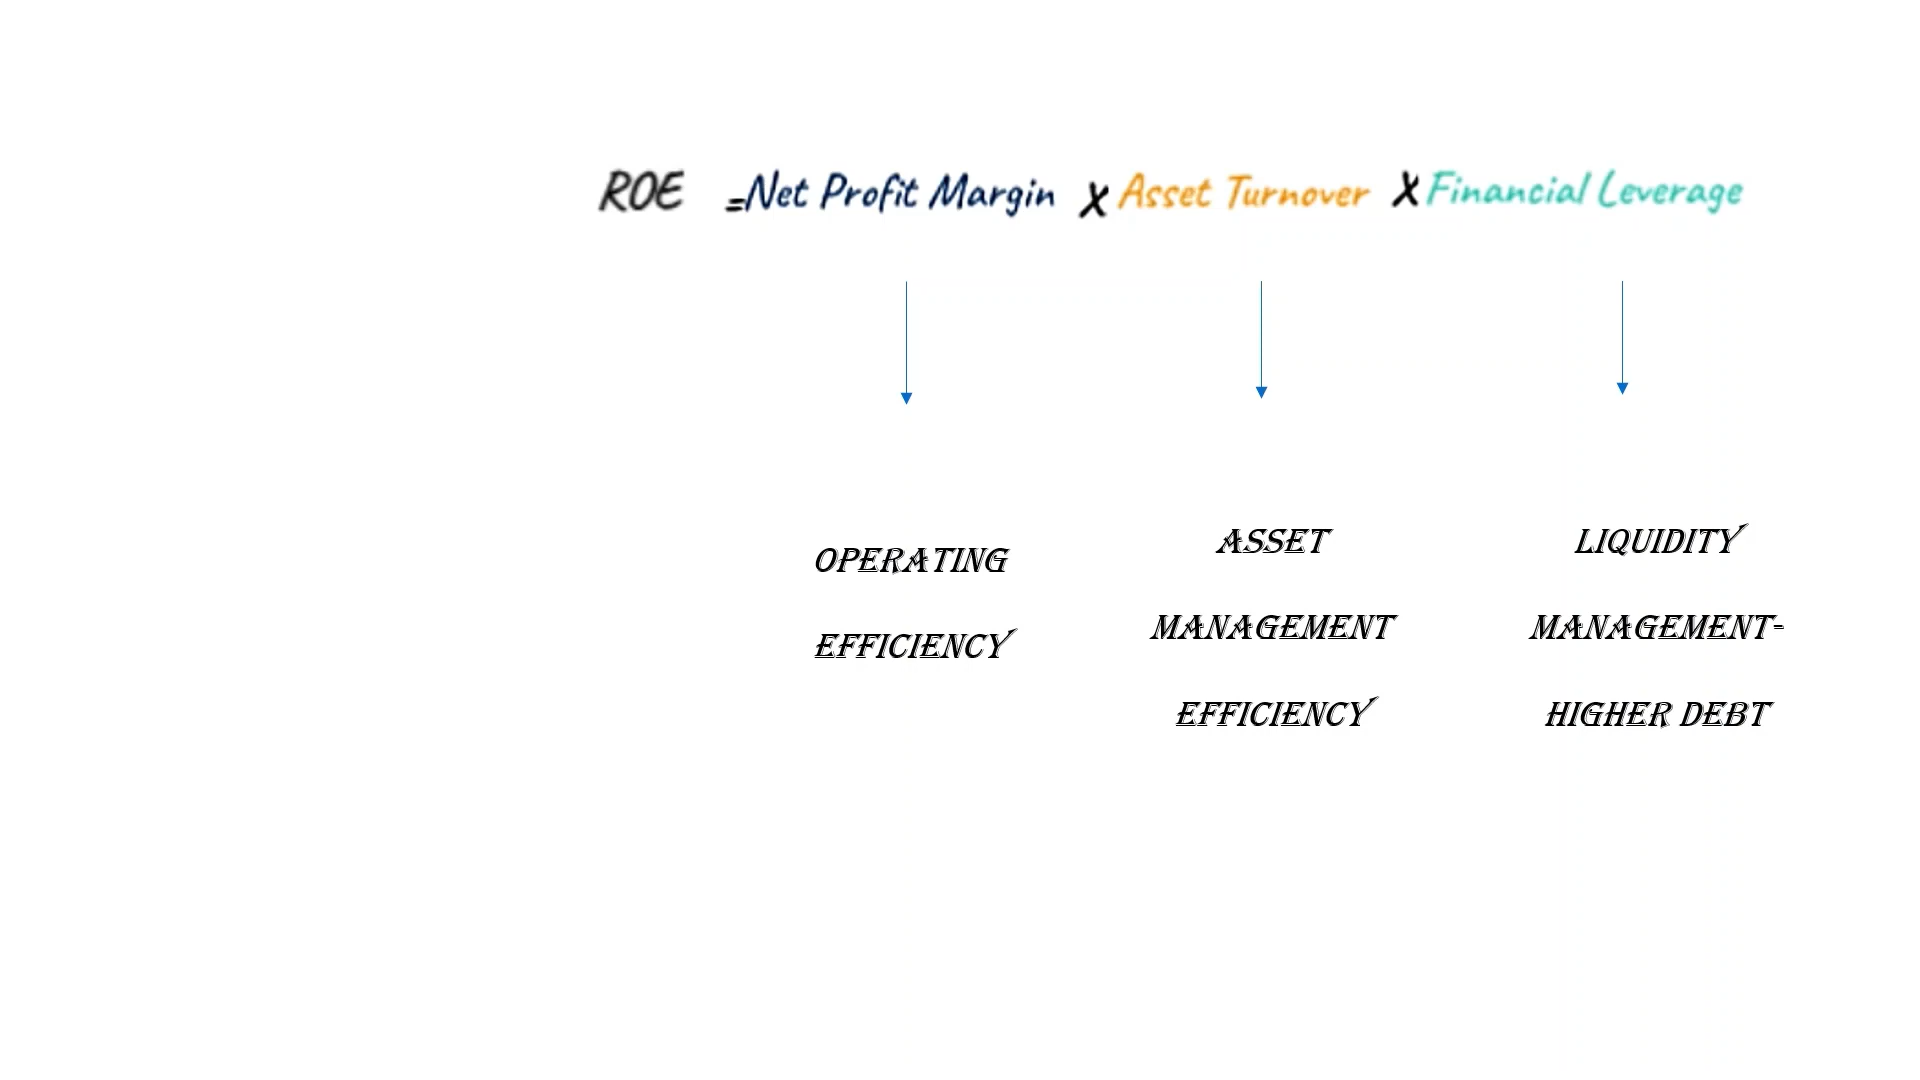 ROE =Net Profit Margin X Asset Turnover X Financial Leverage
OPERATING
EFFICIENCY
ASSET
MANAGEMENT
EFFICIENCY
LIQUIDITY
MANAGEMENT-
HIGHER DEBT